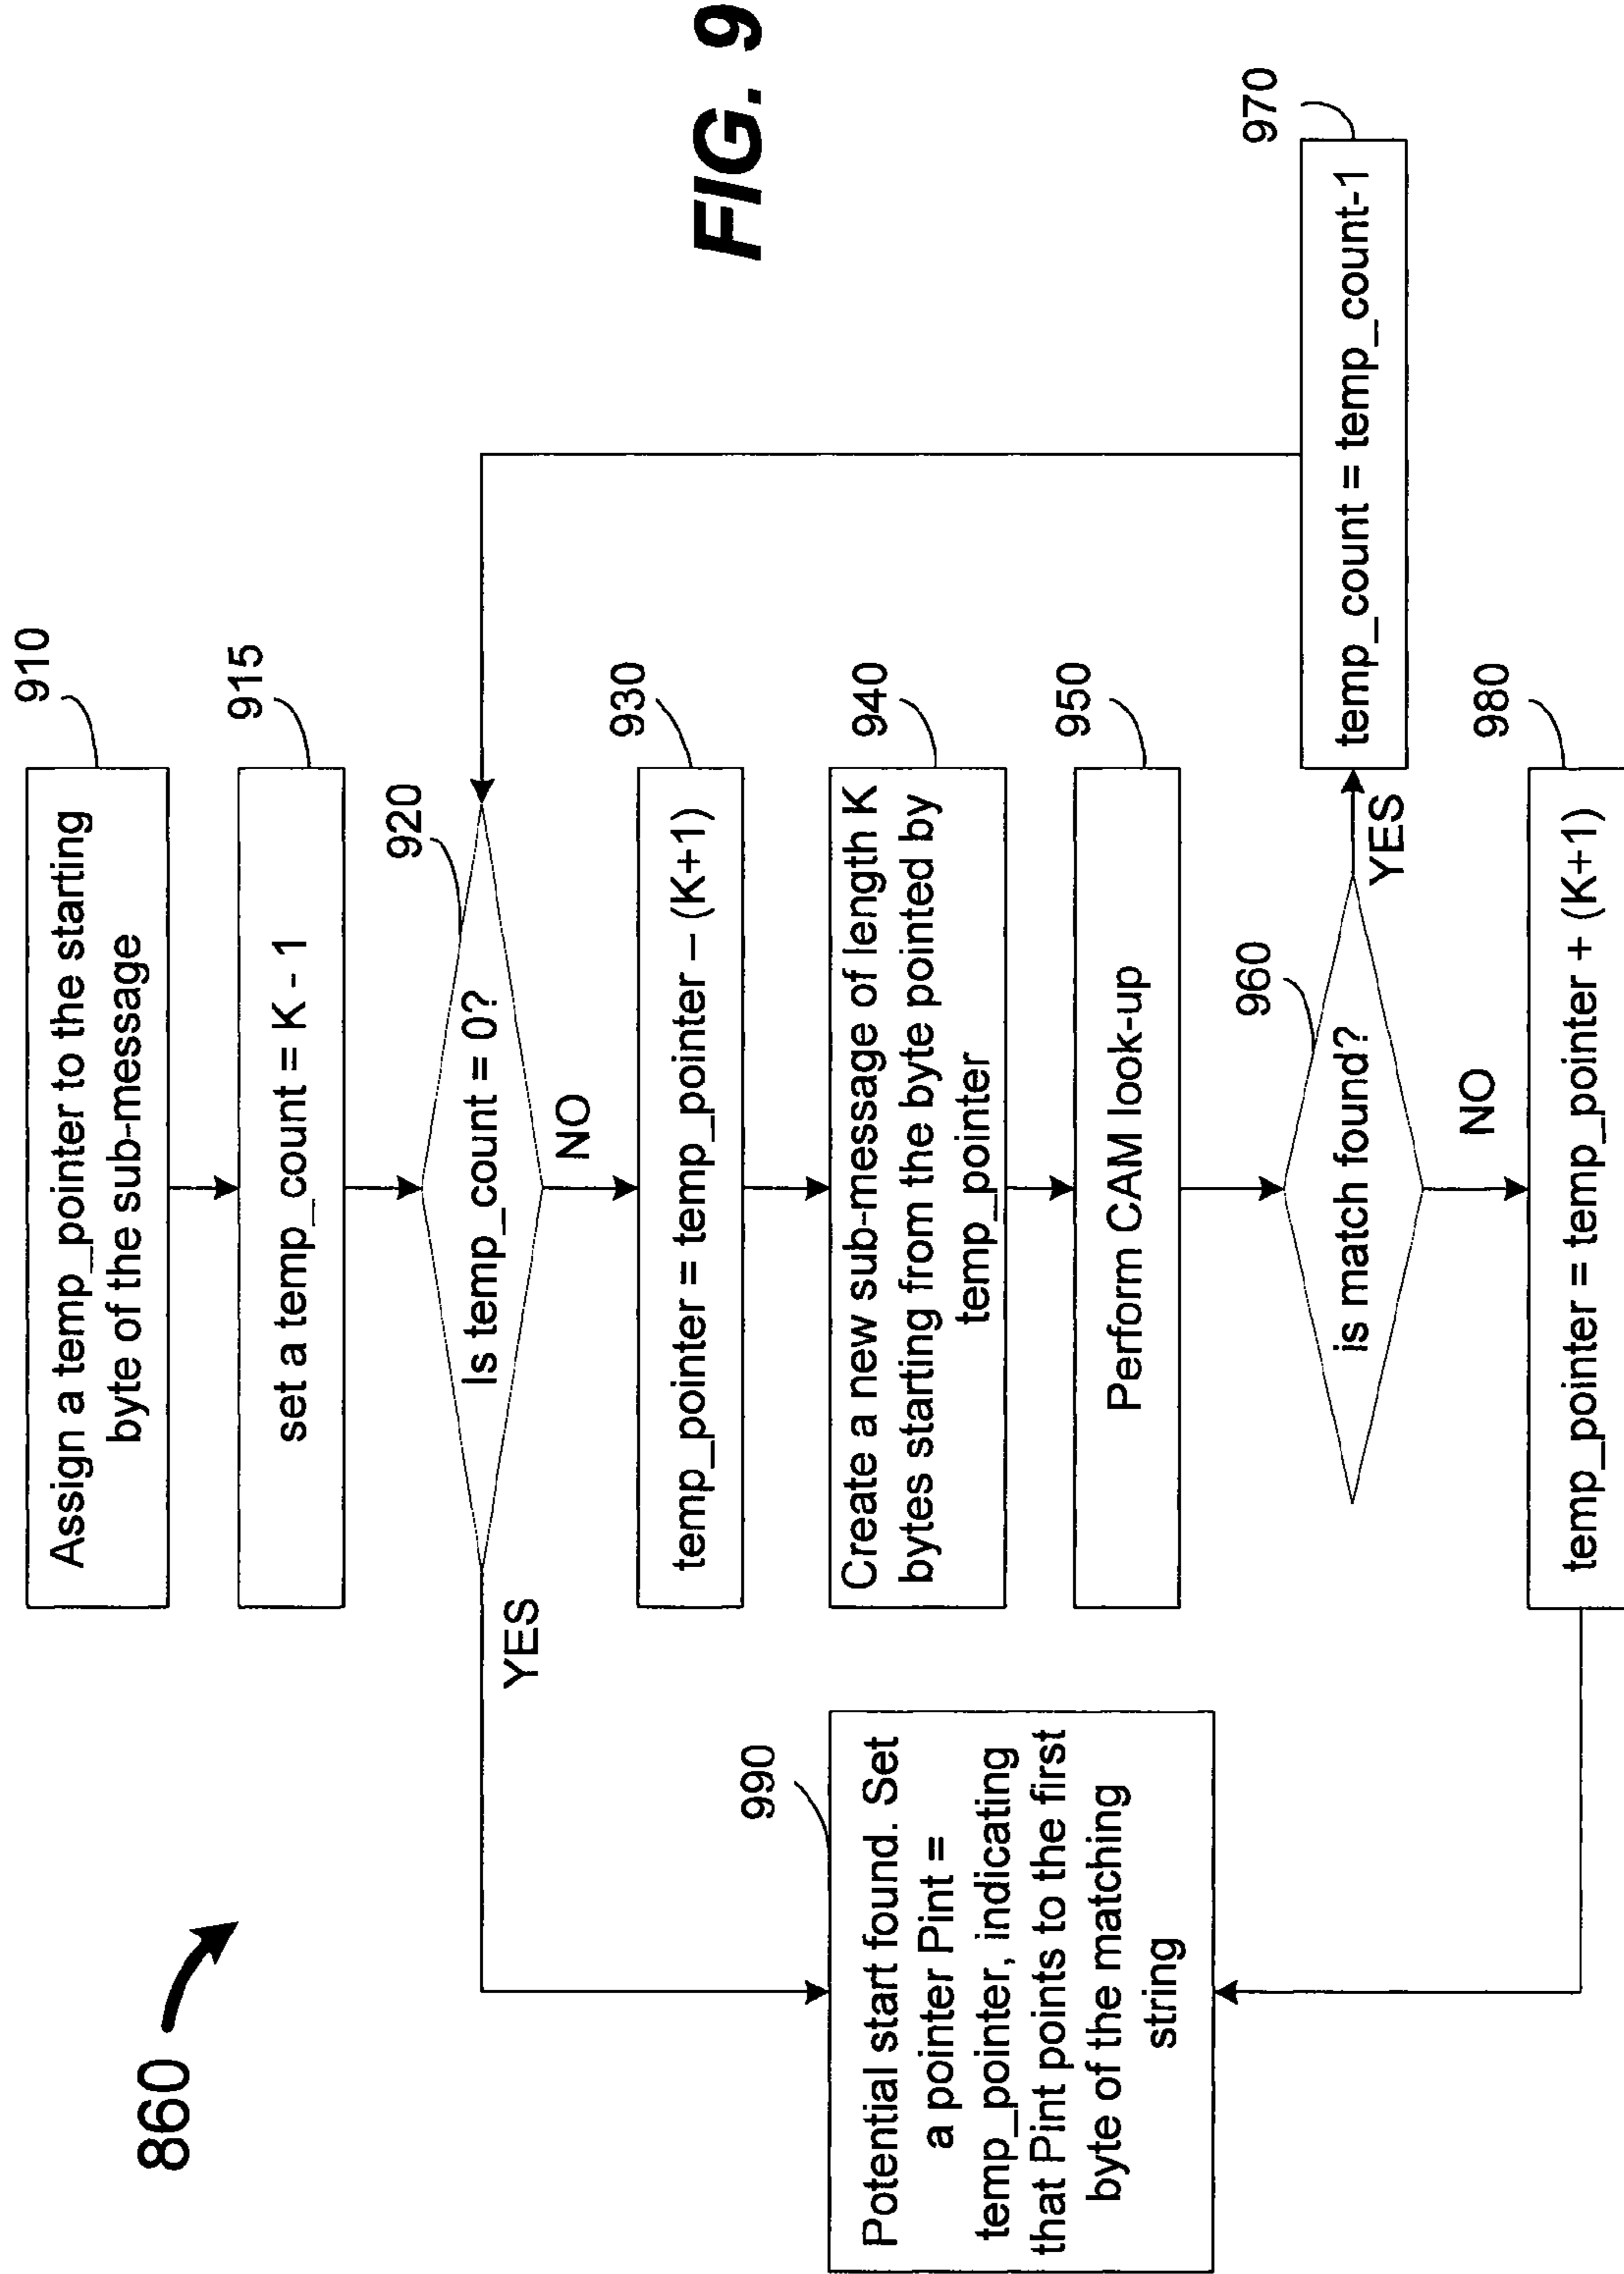 860
910
Assign a temp_pointer to the starting
byte of the sub-message
915
set a temp_count = K - 1
920
Is temp_count = 0?
YES
NO
930
temp_pointer = temp_pointer – (K+1)
940
Create a new sub-message of length K
bytes starting from the byte pointed by
temp_pointer
950
Perform CAM look-up
960
is match found?
YES
970
temp_count = temp_count-1
NO
980
temp_pointer = temp_pointer + (K+1)
990
Potential start found. Set
a pointer Pint =
temp_pointer, indicating
that Pint points to the first
byte of the matching
string
FIG. 9